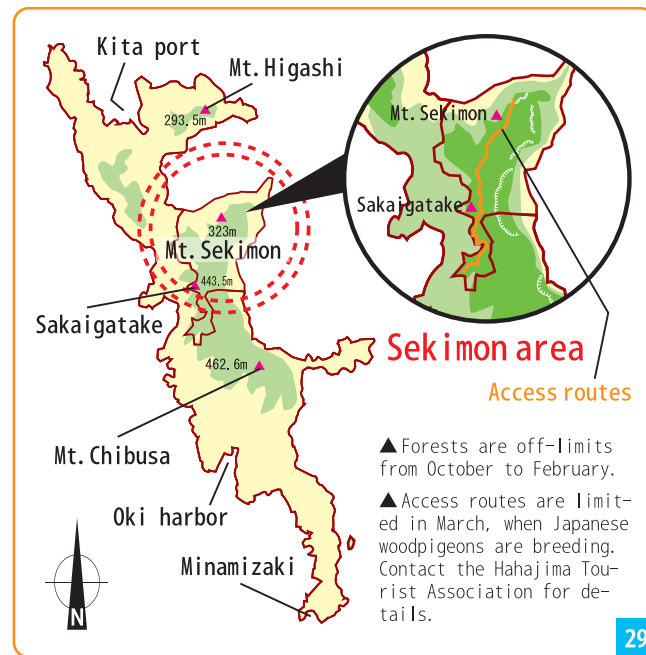 Kita port
Mt. Higashi
293.5m
Mt. Sekimon
Sakaigatake
323m
Mt. Sekimon
443.5m
Sakaigatake
Sekimon area
462.6m
Access routes
Mt. Chibusa
▲Forests are off-limits
from October to February.
▲Access routes are limit-
ed in March, when Japanese
woodpigeons are breeding.
Contact the Hahajima Tou-
rist Association for de-
tails.
Oki harbor
Minamizaki
N
29